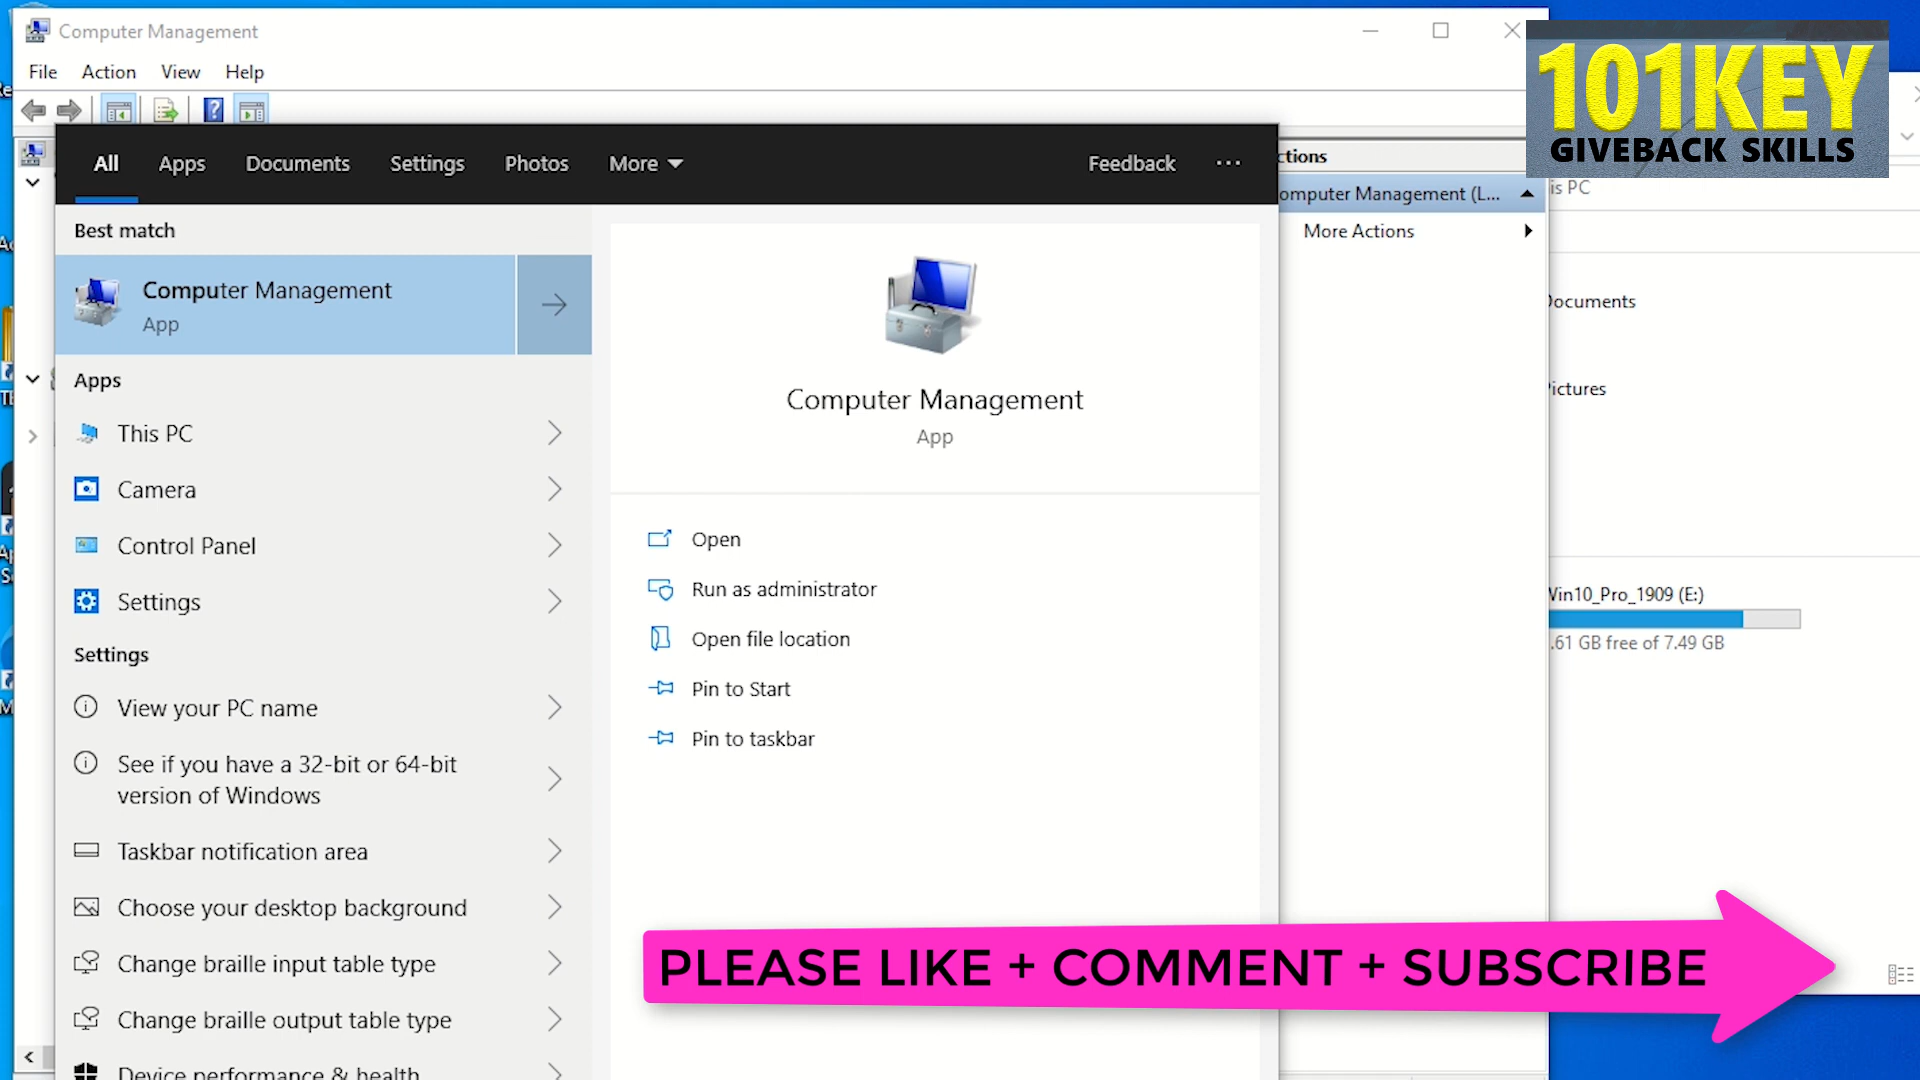 Computer Management
File Action View Help
101KEY
GIVEBACK SKILLS
All Apps Documents Settings Photos More Feedback ...
Best match
Computer Management
App
Apps
This PC
Camera
Control Panel
Settings
Settings
View your PC name
See if you have a 32-bit or 64-bit
version of Windows
Taskbar notification area
Choose your desktop background
Change braille input table type
Change braille output table type
Device performance & health
Computer Management
App
Open
Run as administrator
Open file location
Pin to Start
Pin to taskbar
ctions
omputer Management (L...
More Actions
is PC
Documents
Pictures
Win10_Pro_1909 (E:)
.61 GB free of 7.49 GB
PLEASE LIKE + COMMENT + SUBSCRIBE